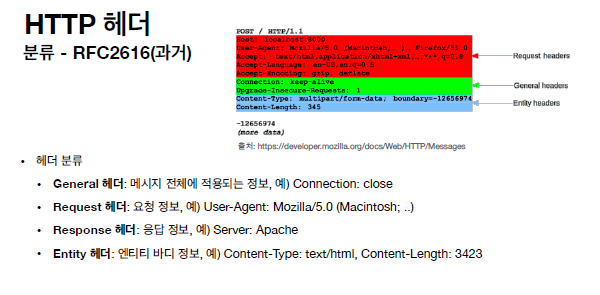 HTTP 헤더
분류 - RFC2616(과거)
POST / HTTP/1.1
Host: localhost:8000
User-Agent: Mozilla/5.0 (Macintosh; ..) .. Firefox/51.0
Accept: text/html,application/xhtml+xml,..,*/*;q=0.8
Accept-Language: en-US,en;q=0.5
Accept-Encoding: gzip, deflate
Connection: keep-alive
Upgrade-Insecure-Requests: 1
Content-Type: multipart/form-data; boundary=-12656974
Content-Length: 345
-12656974
(more data)
Request headers
General headers
Entity headers
출처: https://developer.mozilla.org/docs/Web/HTTP/Messages
• 헤더 분류
• General 헤더: 메시지 전체에 적용되는 정보, 예) Connection: close
• Request 헤더: 요청 정보, 예) User-Agent: Mozilla/5.0 (Macintosh; ..)
• Response 헤더: 응답 정보, 예) Server: Apache
• Entity 헤더: 엔티티 바디 정보, 예) Content-Type: text/html, Content-Length: 3423